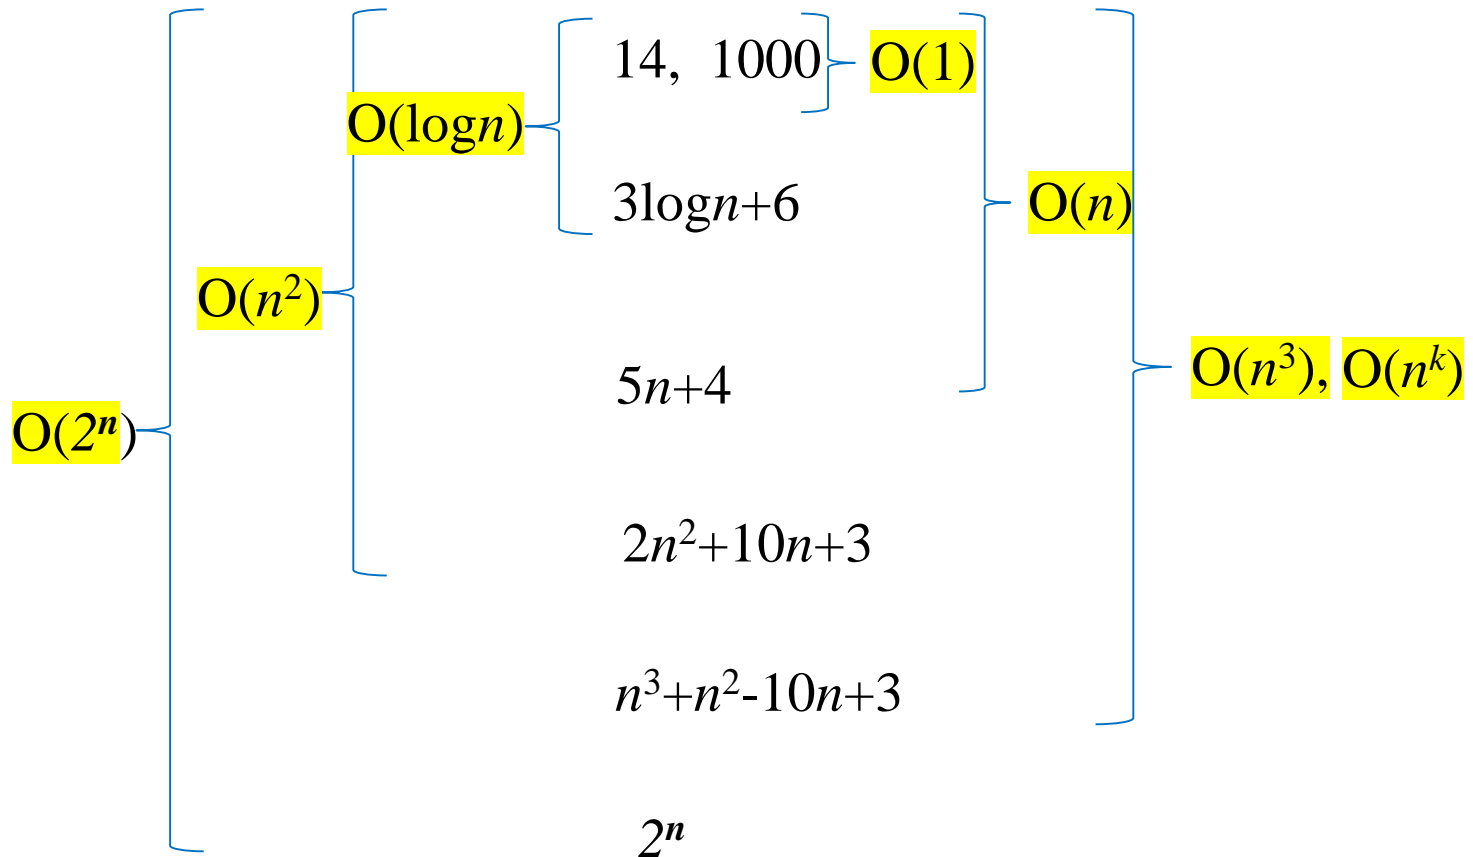 14, 1000 O(1)
O(logn)
3logn+6 O(n)
O(n²)
5n+4 O(n³), O(nᵏ)
O(2ⁿ)
2n²+10n+3
n³+n²-10n+3
2ⁿ